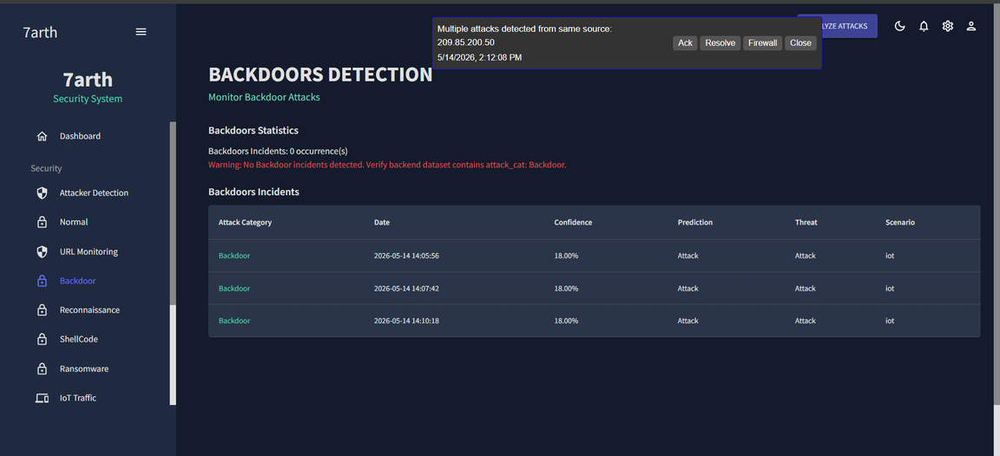 7arth
7arth
Security System
Dashboard
Security
Attacker Detection
Normal
URL Monitoring
Backdoor
Reconnaissance
ShellCode
Ransomware
IoT Traffic
Multiple attacks detected from same source:
209.85.200.50
5/14/2026, 2:12:08 PM
Ack Resolve Firewall Close
LYZE ATTACKS
BACKDOORS DETECTION
Monitor Backdoor Attacks
Backdoors Statistics
Backdoors Incidents: 0 occurrence(s)
Warning: No Backdoor incidents detected. Verify backend dataset contains attack_cat: Backdoor.
Backdoors Incidents
Attack Category Date Confidence Prediction Threat Scenario
Backdoor 2026-05-14 14:05:56 18.00% Attack Attack iot
Backdoor 2026-05-14 14:07:42 18.00% Attack Attack iot
Backdoor 2026-05-14 14:10:18 18.00% Attack Attack iot